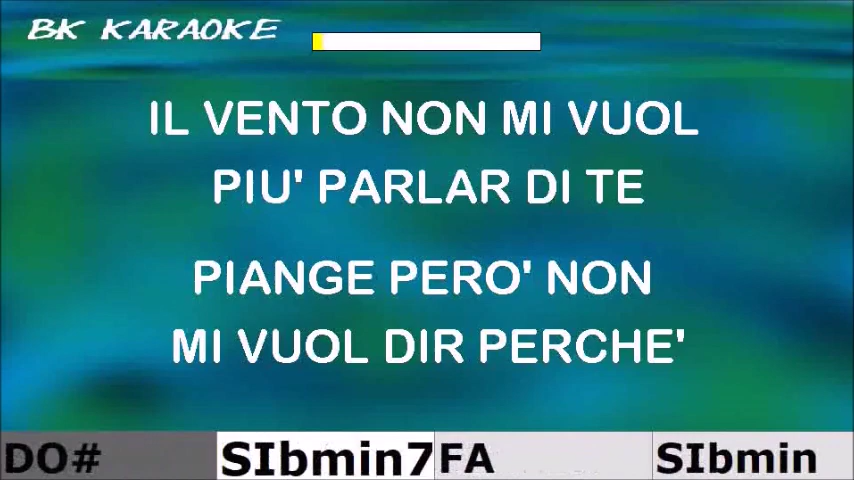 BK KARAOKE
IL VENTO NON MI VUOL
PIU' PARLAR DI TE
PIANGE PERO' NON
MI VUOL DIR PERCHE'
DO# SIbmin7 FA SIbmin